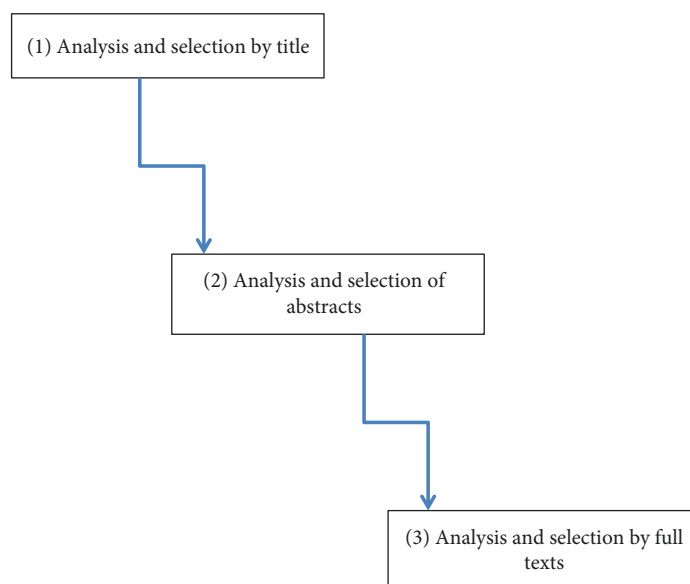 (1) Analysis and selection by title
(2) Analysis and selection of
abstracts
(3) Analysis and selection by full
texts